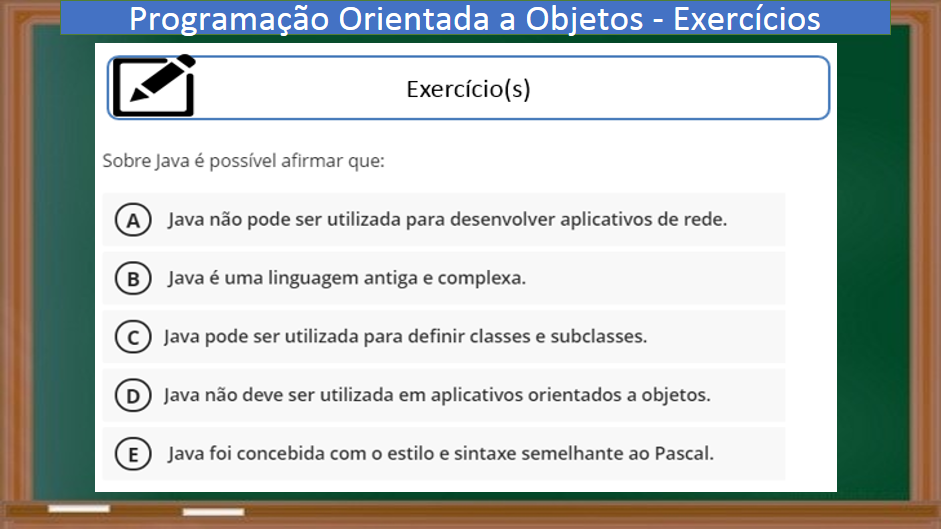 Programação Orientada a Objetos - Exercícios
Exercício(s)
Sobre Java é possível afirmar que:
A Java não pode ser utilizada para desenvolver aplicativos de rede.
B Java é uma linguagem antiga e complexa.
C Java pode ser utilizada para definir classes e subclasses.
D Java não deve ser utilizada em aplicativos orientados a objetos.
E Java foi concebida com o estilo e sintaxe semelhante ao Pascal.